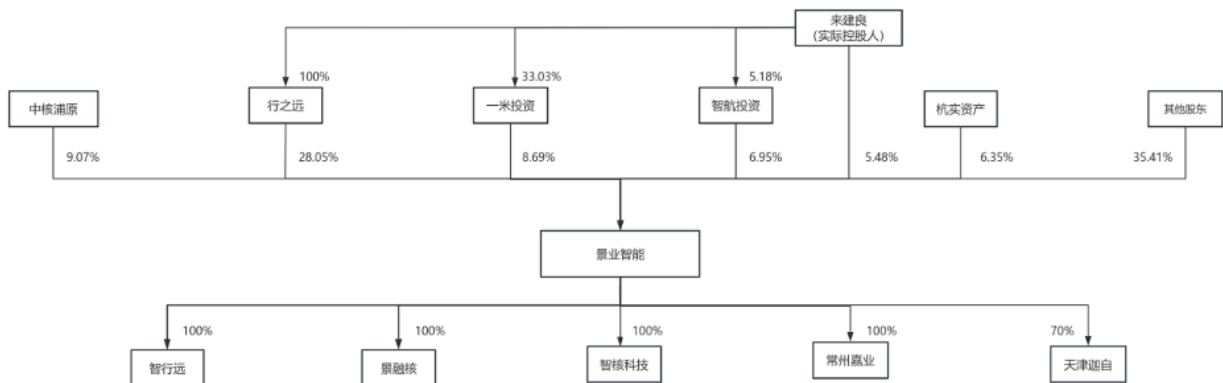 来建良
(实际控股人)
100%
33.03%
5.18%
中核浦原
行之远
一米投资
智航投资
杭实资产
其他股东
9.07%
28.05%
8.69%
6.95%
5.48%
6.35%
35.41%
景业智能
100%
100%
100%
100%
70%
智行远
景融核
智核科技
常州嘉业
天津迦自